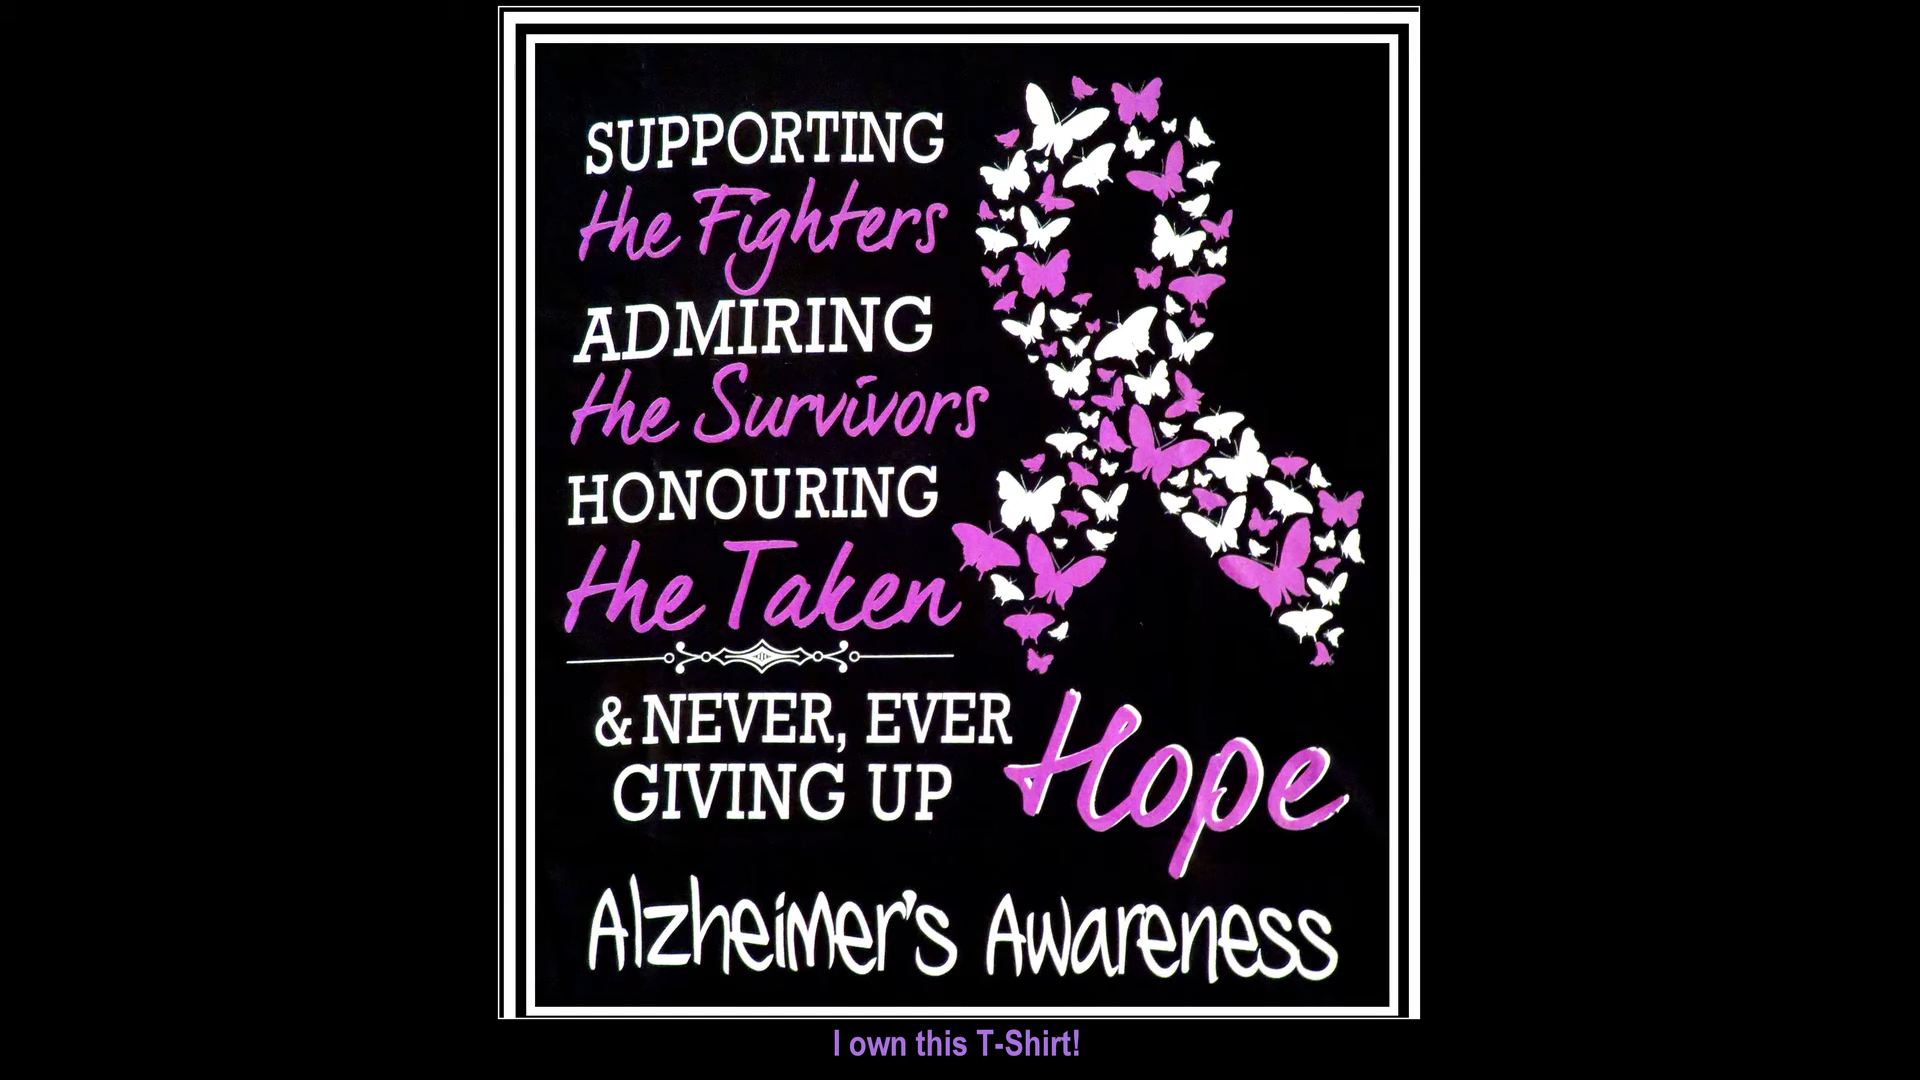 SUPPORTING
the Fighters
ADMIRING
the Survivors
HONOURING
the Taken
& NEVER, EVER
GIVING UP
Hope
Alzheimer's Awareness
I own this T-Shirt!